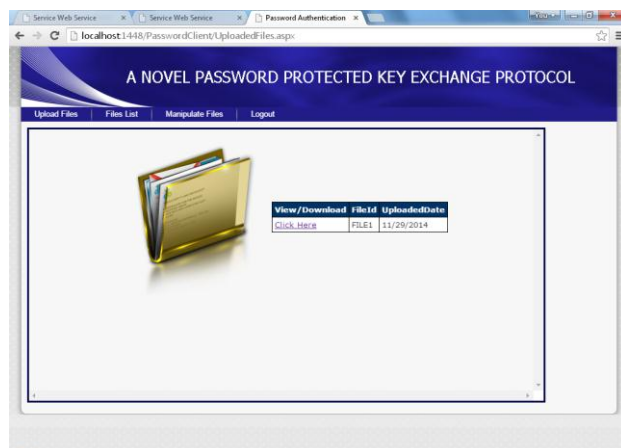 Service Web Service
Service Web Service
Password Authentication
localhost:1448/PasswordClient/UploadedFiles.aspx
A NOVEL PASSWORD PROTECTED KEY EXCHANGE PROTOCOL
Upload Files | Files List | Manipulate Files | Logout
View/Download FileId UploadedDate
Click Here FILE1 11/29/2014